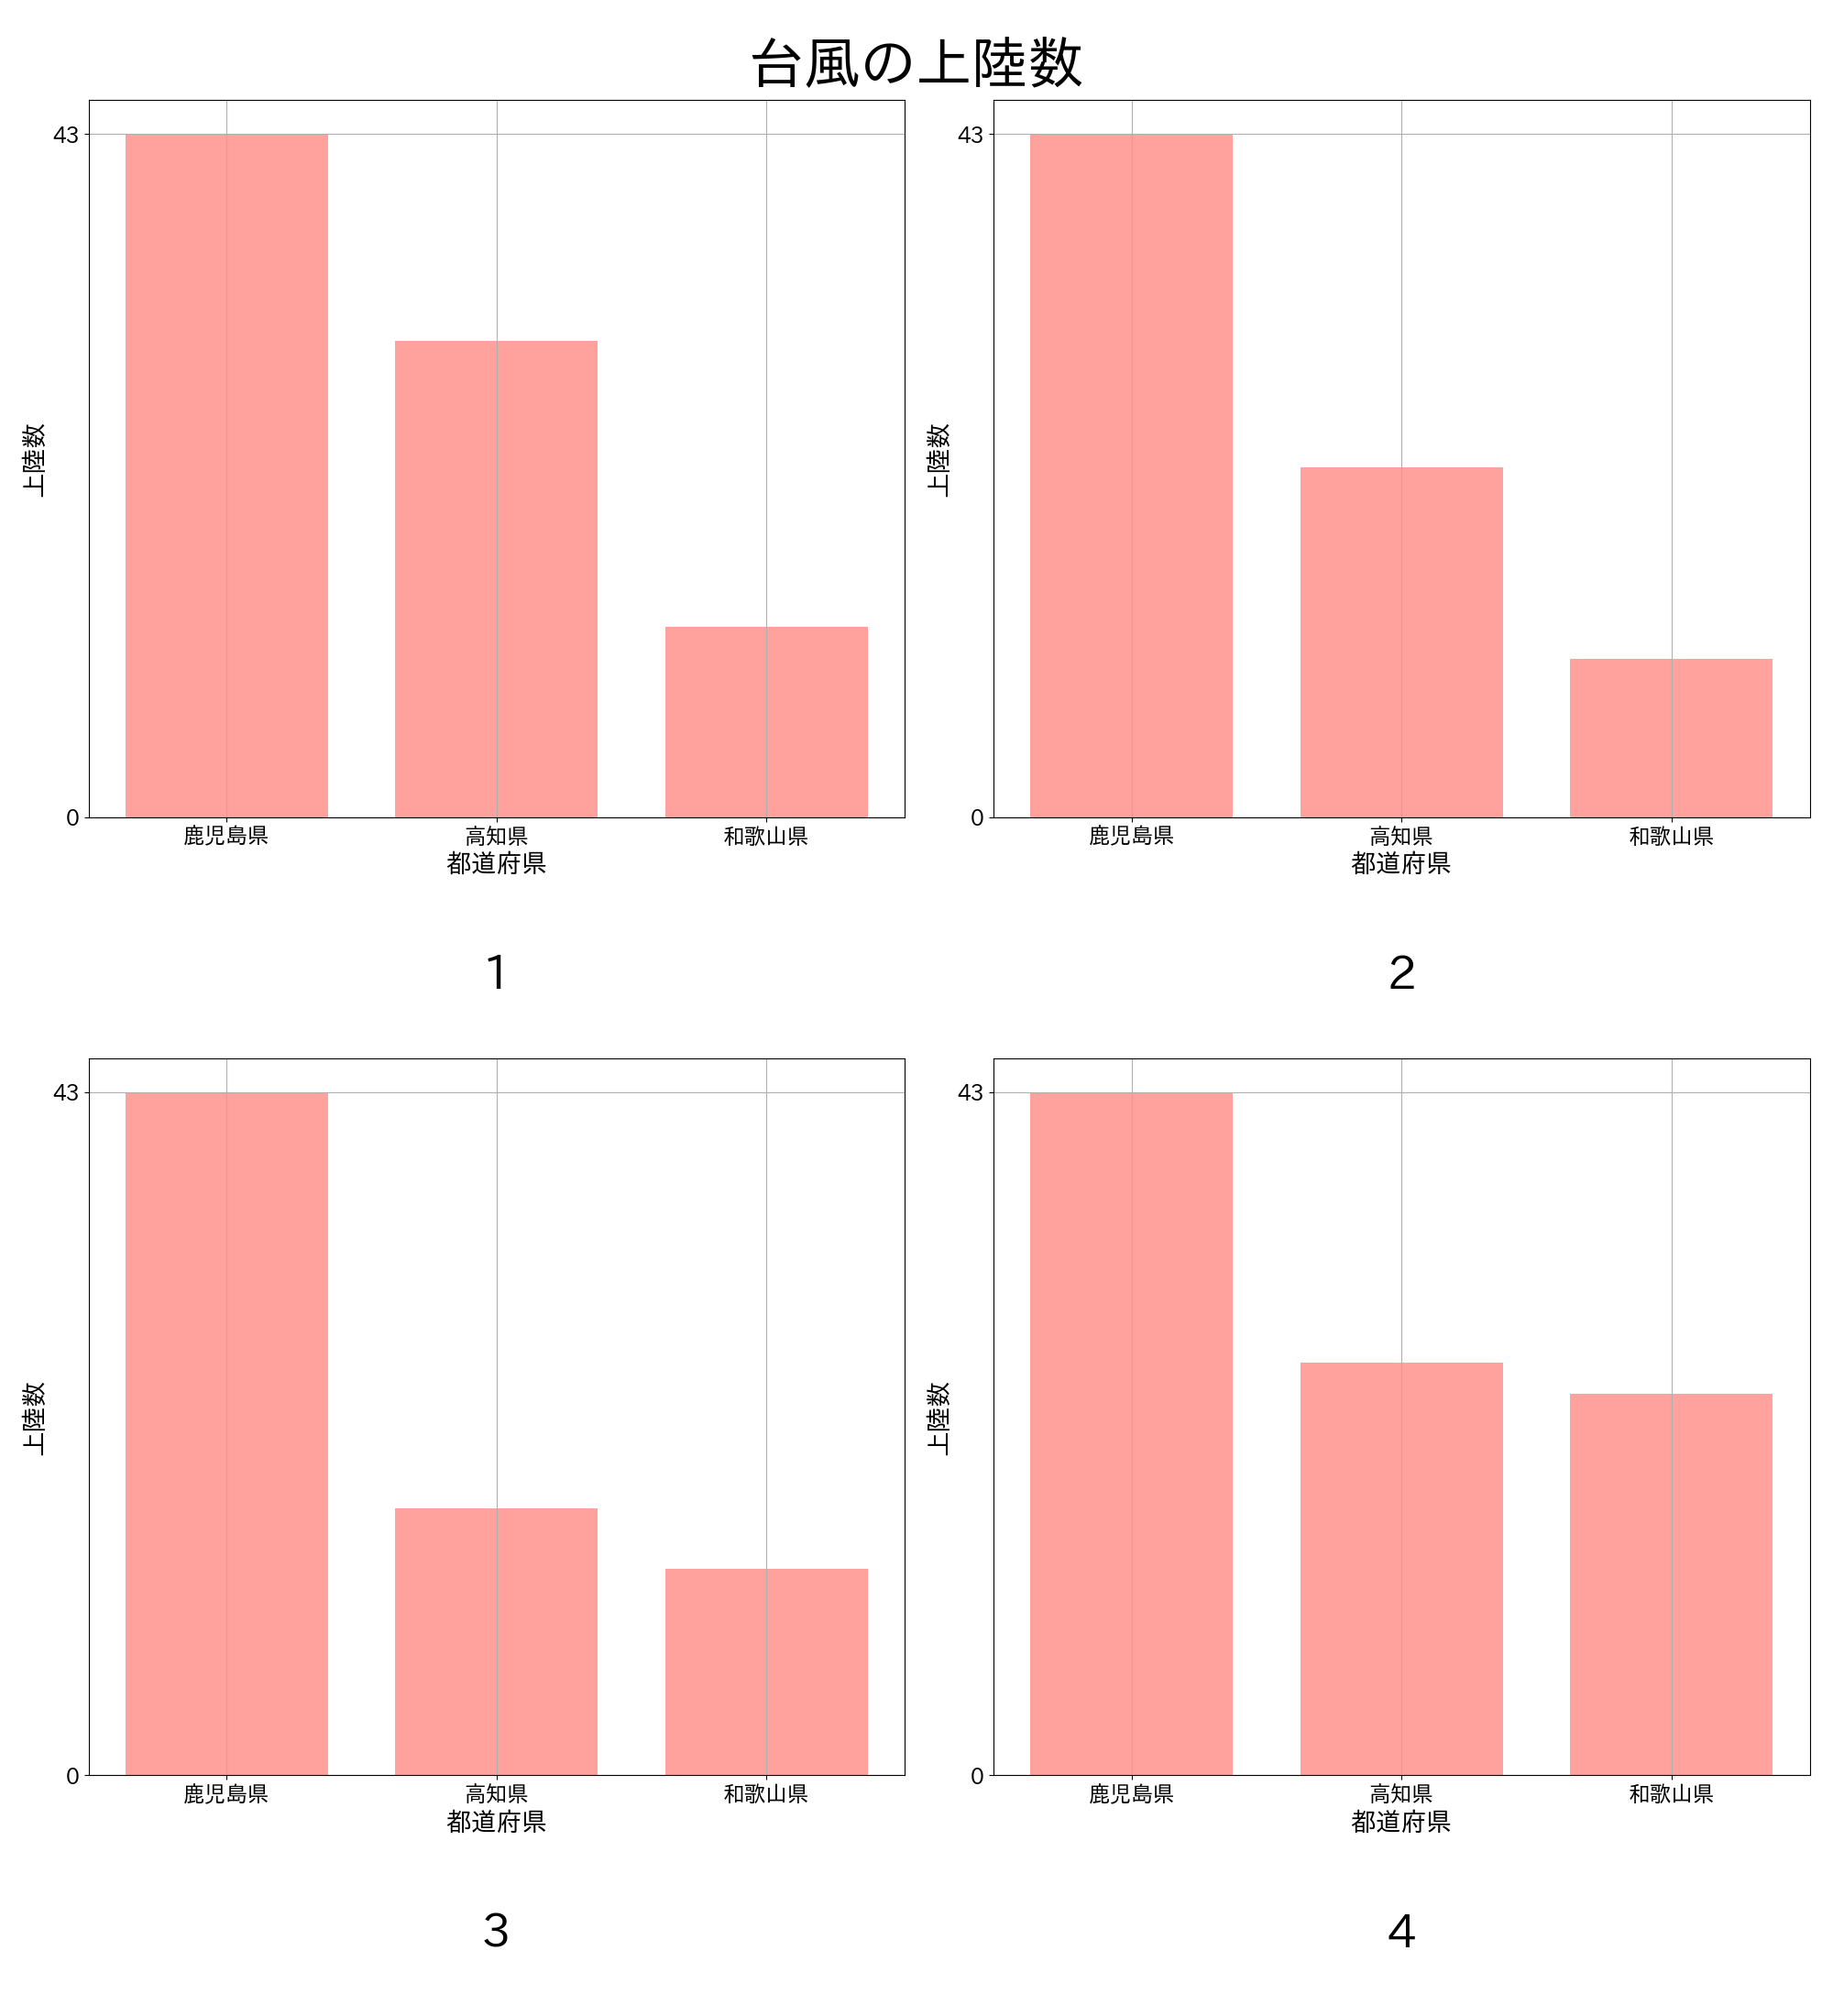 台風の上陸数
43
上陸数
0
鹿児島県 高知県 和歌山県
都道府県
1
43
上陸数
0
鹿児島県 高知県 和歌山県
都道府県
2
43
上陸数
0
鹿児島県 高知県 和歌山県
都道府県
3
43
上陸数
0
鹿児島県 高知県 和歌山県
都道府県
4